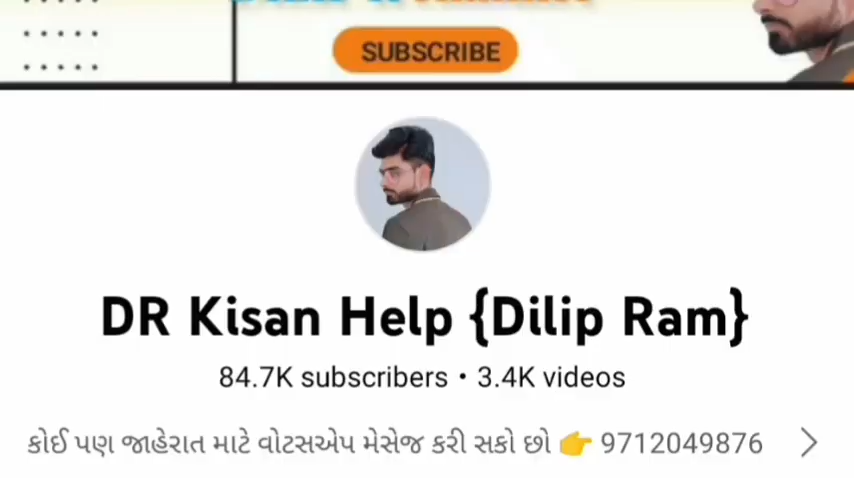 SUBSCRIBE
DR Kisan Help {Dilip Ram}
84.7K subscribers • 3.4K videos
કોઈ પણ જાહેરાત માટે વોટસએપ મેસેજ કરી સકો છો 👉 9712049876